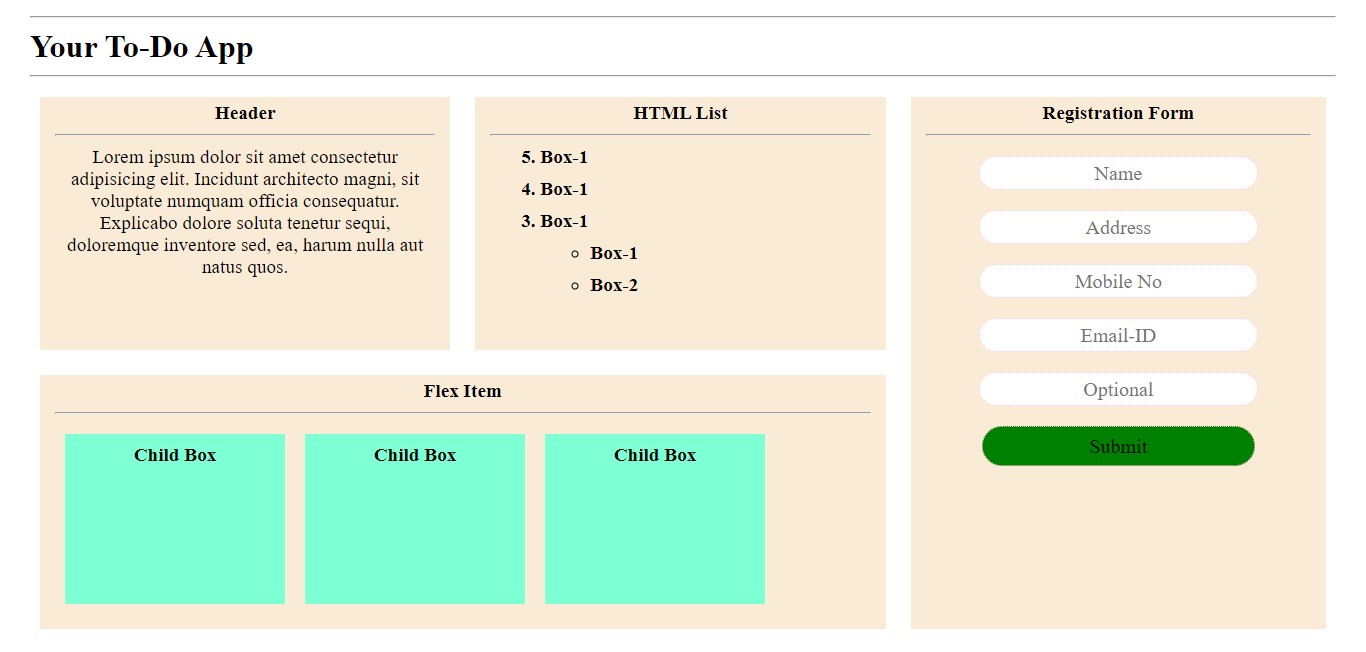 Your To-Do App
Header
Lorem ipsum dolor sit amet consectetur
adipisicing elit. Incidunt architecto magni, sit
voluptate numquam officia consequatur.
Explicabo dolore soluta tenetur sequi,
doloremque inventore sed, ea, harum nulla aut
natus quos.
HTML List
5. Box-1
4. Box-1
3. Box-1
Box-1
Box-2
Registration Form
Name
Address
Mobile No
Email-ID
Optional
Submit
Flex Item
Child Box
Child Box
Child Box